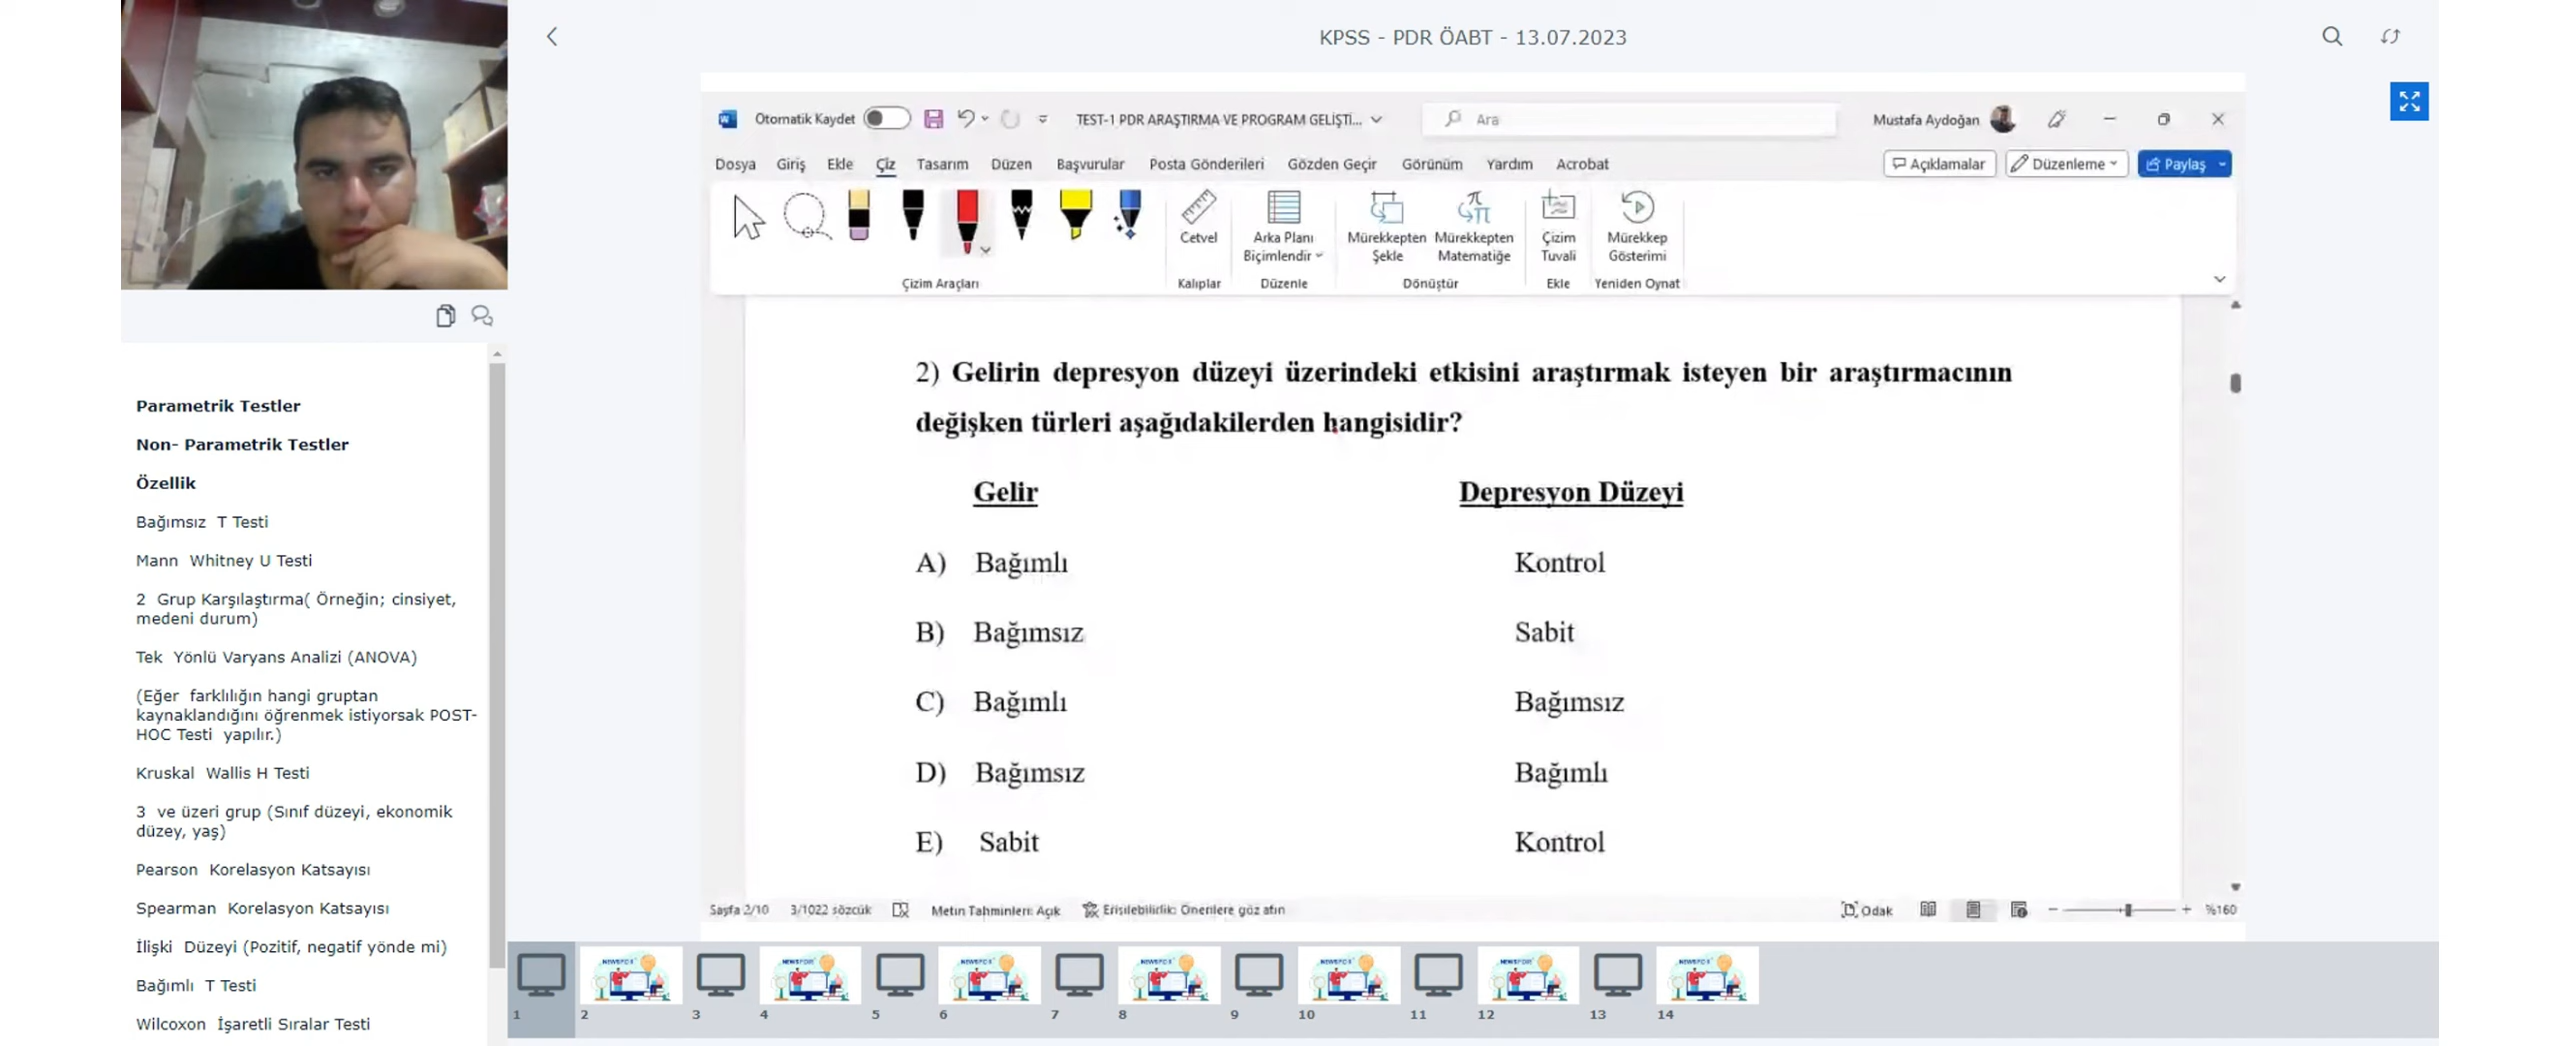 KPSS - PDR ÖABT - 13.07.2023
Otomatik Kaydet
TEST-1 PDR ARAŞTIRMA VE PROGRAM GELİŞTİ...
Ara
Mustafa Aydoğan
Dosya Giriş Ekle Çiz Tasarım Düzen Başvurular Posta Gönderileri Gözden Geçir Görünüm Yardım Acrobat
Açıklamalar
Düzenleme
Paylaş
Cetvel
Arka Planı
Biçimlendir
Mürekkepten
Şekle
Mürekkepten
Matematiğe
Çizim
Tuvali
Mürekkep
Gösterimi
Çizim Araçları
Kalıplar
Düzenle
Dönüştür
Ekle
Yeniden Oynat
2) Gelirin depresyon düzeyi üzerindeki etkisini araştırmak isteyen bir araştırmacının
değişken türleri aşağıdakilerden hangisidir?
Gelir Depresyon Düzeyi
A) Bağımlı Kontrol
B) Bağımsız Sabit
C) Bağımlı Bağımsız
D) Bağımsız Bağımlı
E) Sabit Kontrol
Sayfa 2/10 3/1022 sözcük Metin Tahminleri: Açık Erişilebilirlik: Önerilere göz atın
Odak
%160
Parametrik Testler
Non- Parametrik Testler
Özellik
Bağımsız T Testi
Mann Whitney U Testi
2 Grup Karşılaştırma( Örneğin; cinsiyet,
medeni durum)
Tek Yönlü Varyans Analizi (ANOVA)
(Eğer farklılığın hangi gruptan
kaynaklandığını öğrenmek istiyorsak POST-
HOC Testi yapılır.)
Kruskal Wallis H Testi
3 ve üzeri grup (Sınıf düzeyi, ekonomik
düzey, yaş)
Pearson Korelasyon Katsayısı
Spearman Korelasyon Katsayısı
İlişki Düzeyi (Pozitif, negatif yönde mi)
Bağımlı T Testi
Wilcoxon İşaretli Sıralar Testi
1 2 3 4 5 6 7 8 9 10 11 12 13 14